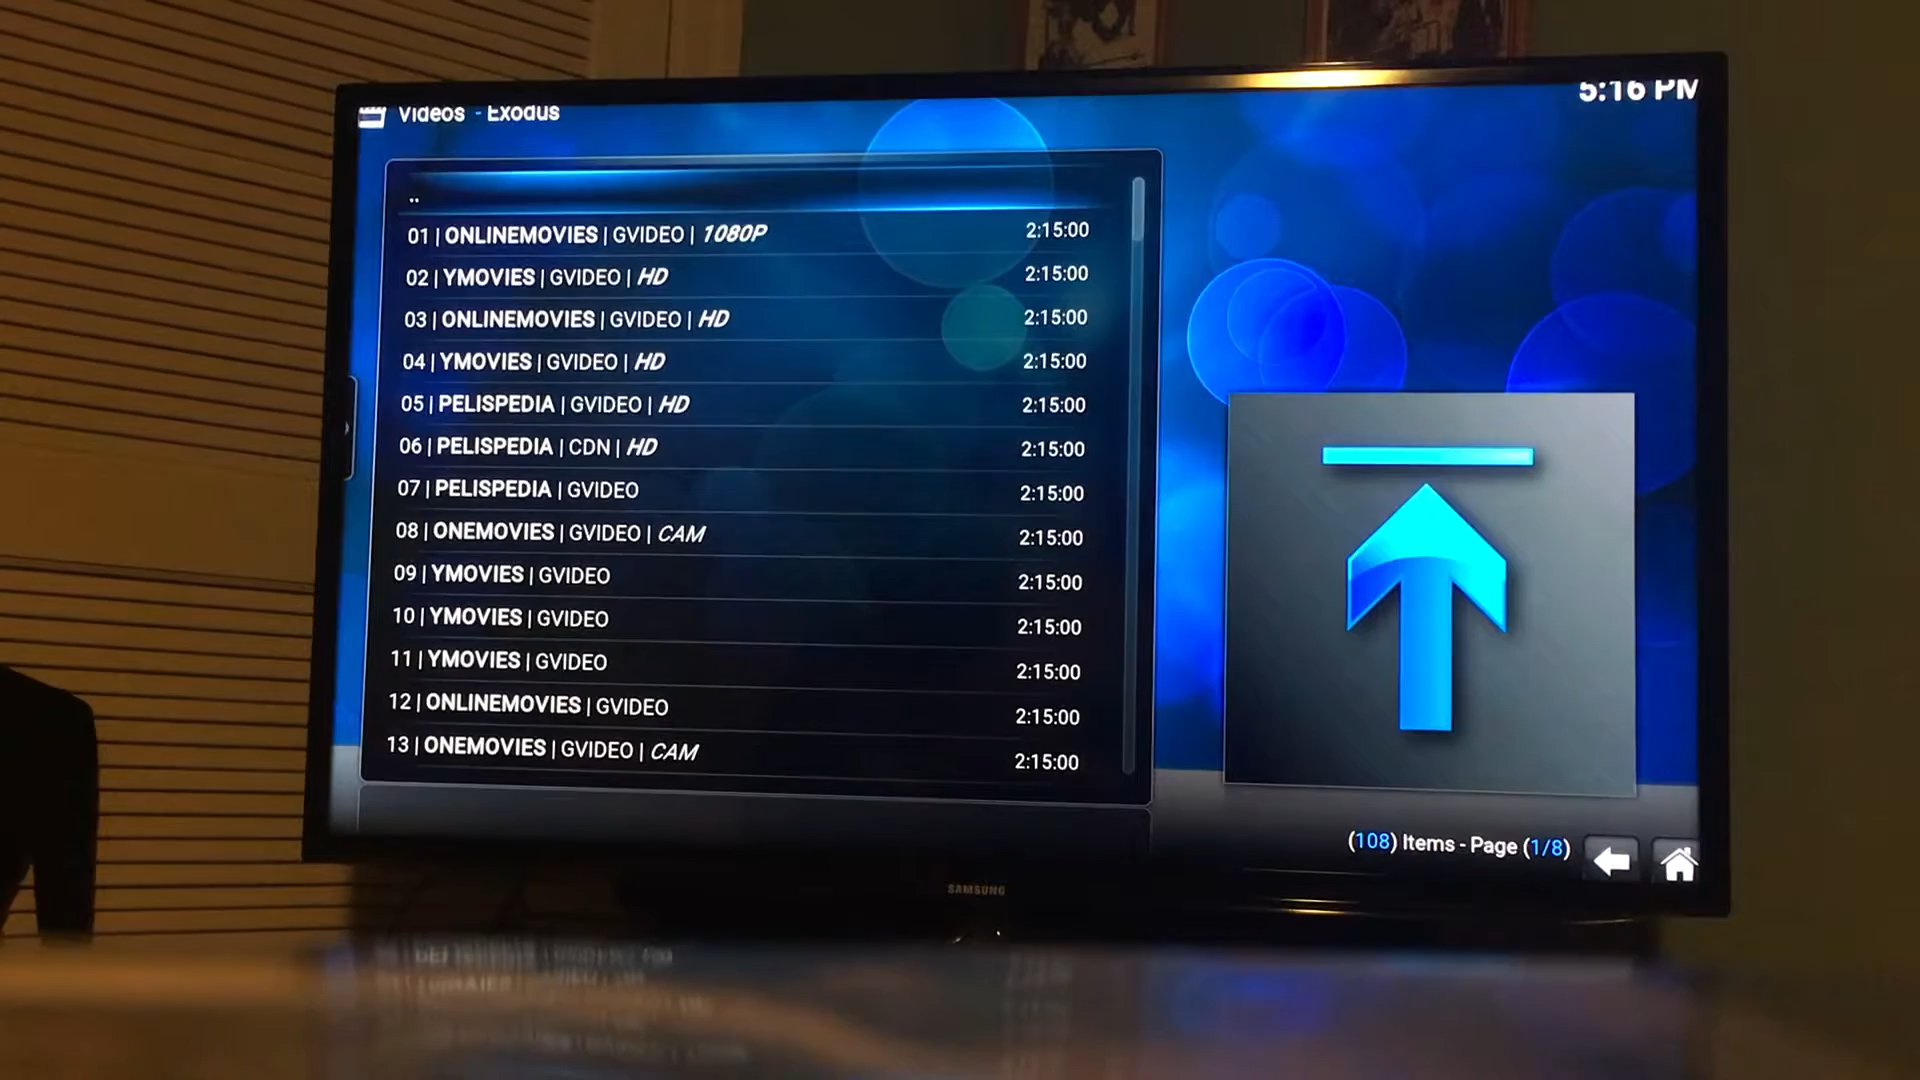 Videos - Exodus
5:16 PM
..
01 | ONLINEMOVIES | GVIDEO | 1080P 2:15:00
02 | YMOVIES | GVIDEO | HD 2:15:00
03 | ONLINEMOVIES | GVIDEO | HD 2:15:00
04 | YMOVIES | GVIDEO | HD 2:15:00
05 | PELISPEDIA | GVIDEO | HD 2:15:00
06 | PELISPEDIA | CDN | HD 2:15:00
07 | PELISPEDIA | GVIDEO 2:15:00
08 | ONEMOVIES | GVIDEO | CAM 2:15:00
09 | YMOVIES | GVIDEO 2:15:00
10 | YMOVIES | GVIDEO 2:15:00
11 | YMOVIES | GVIDEO 2:15:00
12 | ONLINEMOVIES | GVIDEO 2:15:00
13 | ONEMOVIES | GVIDEO | CAM 2:15:00
(108) Items - Page (1/8)
SAMSUNG